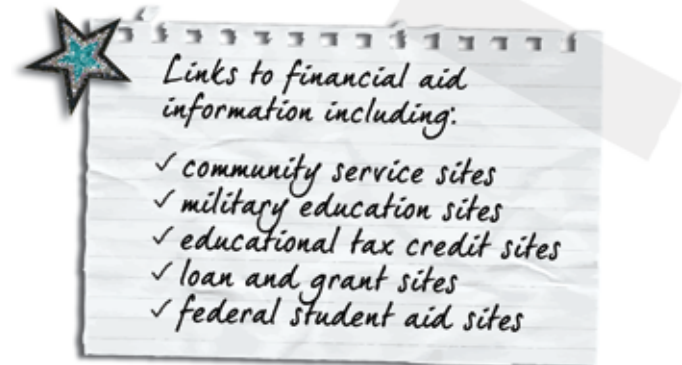 Links to financial aid
information including:
✓ community service sites
✓ military education sites
✓ educational tax credit sites
✓ loan and grant sites
✓ federal student aid sites